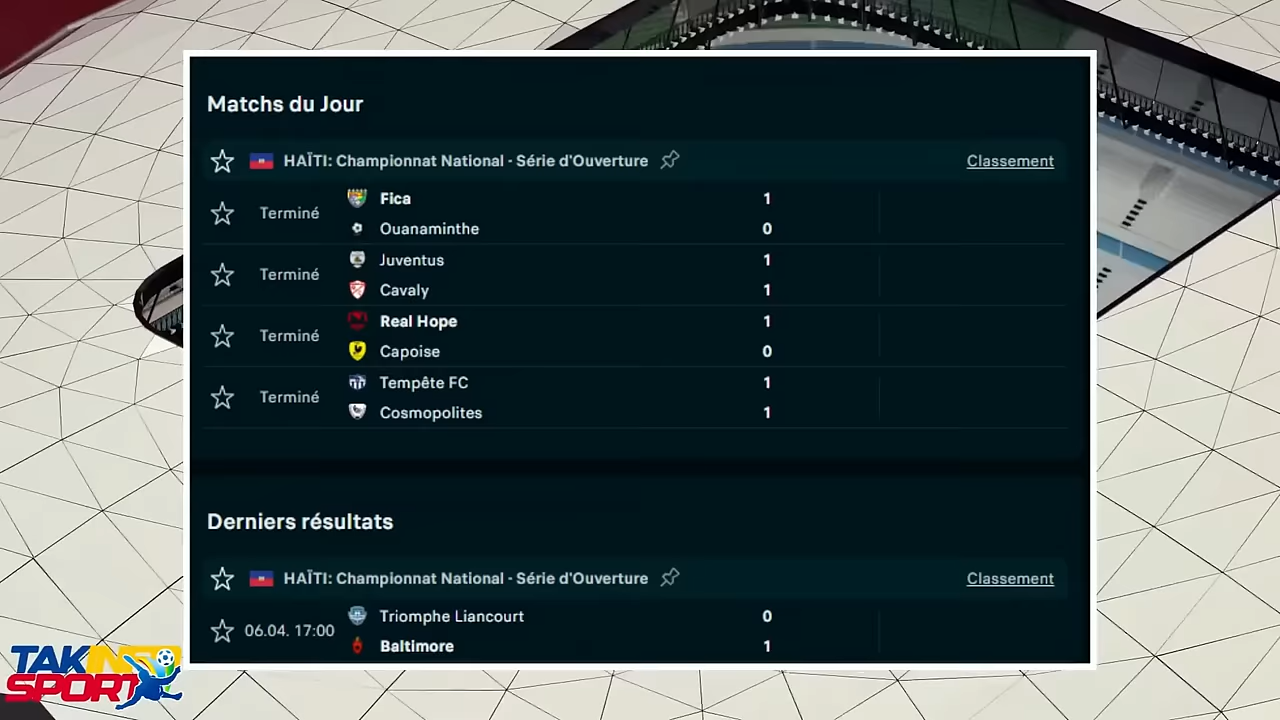 Matchs du Jour
HAÏTI: Championnat National - Série d'Ouverture Classement
Terminé
Fica 1
Ouanaminthe 0
Terminé
Juventus 1
Cavaly 1
Terminé
Real Hope 1
Capoise 0
Terminé
Tempête FC 1
Cosmopolites 1
Derniers résultats
HAÏTI: Championnat National - Série d'Ouverture Classement
06.04. 17:00
Triomphe Liancourt 0
Baltimore 1
TAKINFO
SPORT